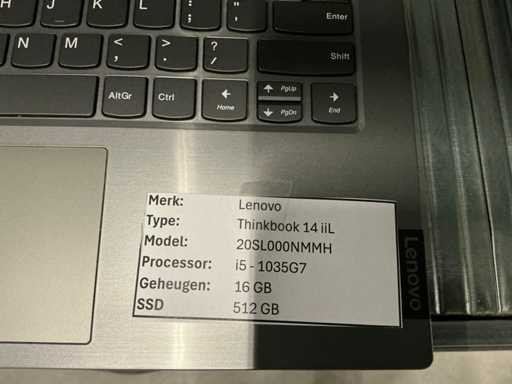 H J K L : ; " '
Enter
N M < , > . ? /
Shift
AltGr Ctrl ← Home ↑ PgUp → End
↓ PgDn
Merk: Lenovo
Type: Thinkbook 14 iiL
Model: 20SL000NMMH
Processor: i5 - 1035G7
Geheugen: 16 GB
SSD 512 GB
Lenovo